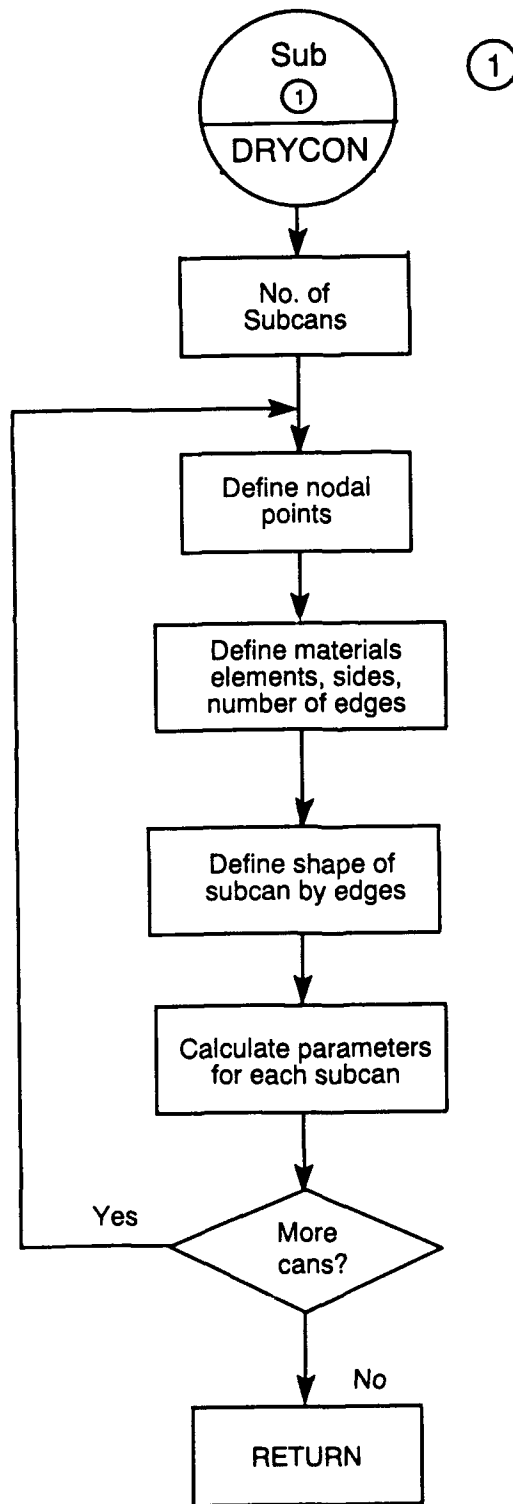 Sub
1
DRYCON
1
No. of
Subcans
Define nodal
points
Define materials
elements, sides,
number of edges
Define shape of
subcan by edges
Calculate parameters
for each subcan
Yes
More
cans?
No
RETURN